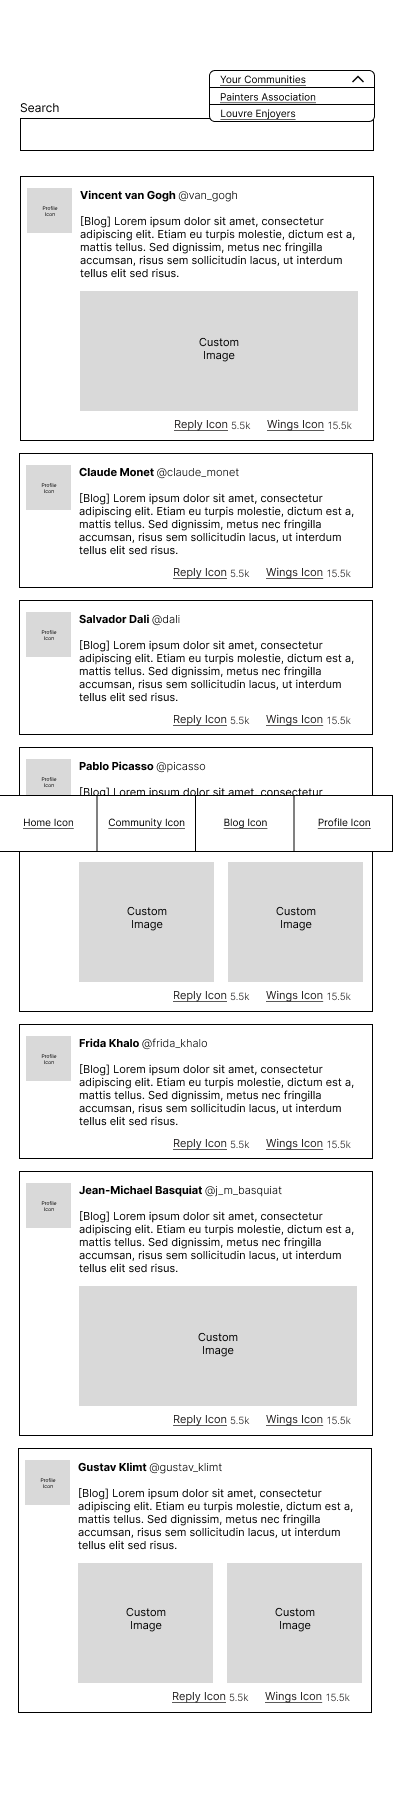 Your Communities
Painters Association
Louvre Enjoyers
Search
Profile
Icon
Vincent van Gogh @van_gogh
[Blog] Lorem ipsum dolor sit amet, consectetur
adipiscing elit. Etiam eu turpis molestie, dictum est a,
mattis tellus. Sed dignissim, metus nec fringilla
accumsan, risus sem sollicitudin lacus, ut interdum
tellus elit sed risus.
Custom
Image
Reply Icon 5.5k Wings Icon 15.5k
Profile
Icon
Claude Monet @claude_monet
[Blog] Lorem ipsum dolor sit amet, consectetur
adipiscing elit. Etiam eu turpis molestie, dictum est a,
mattis tellus. Sed dignissim, metus nec fringilla
accumsan, risus sem sollicitudin lacus, ut interdum
tellus elit sed risus.
Reply Icon 5.5k Wings Icon 15.5k
Profile
Icon
Salvador Dali @dali
[Blog] Lorem ipsum dolor sit amet, consectetur
adipiscing elit. Etiam eu turpis molestie, dictum est a,
mattis tellus. Sed dignissim, metus nec fringilla
accumsan, risus sem sollicitudin lacus, ut interdum
tellus elit sed risus.
Reply Icon 5.5k Wings Icon 15.5k
Profile
Icon
Pablo Picasso @picasso
[Blog] Lorem ipsum dolor sit amet, consectetur
Home Icon Community Icon Blog Icon Profile Icon
Custom
Image
Custom
Image
Reply Icon 5.5k Wings Icon 15.5k
Profile
Icon
Frida Khalo @frida_khalo
[Blog] Lorem ipsum dolor sit amet, consectetur
adipiscing elit. Etiam eu turpis molestie, dictum est a,
mattis tellus. Sed dignissim, metus nec fringilla
accumsan, risus sem sollicitudin lacus, ut interdum
tellus elit sed risus.
Reply Icon 5.5k Wings Icon 15.5k
Profile
Icon
Jean-Michael Basquiat @j_m_basquiat
[Blog] Lorem ipsum dolor sit amet, consectetur
adipiscing elit. Etiam eu turpis molestie, dictum est a,
mattis tellus. Sed dignissim, metus nec fringilla
accumsan, risus sem sollicitudin lacus, ut interdum
tellus elit sed risus.
Custom
Image
Reply Icon 5.5k Wings Icon 15.5k
Profile
Icon
Gustav Klimt @gustav_klimt
[Blog] Lorem ipsum dolor sit amet, consectetur
adipiscing elit. Etiam eu turpis molestie, dictum est a,
mattis tellus. Sed dignissim, metus nec fringilla
accumsan, risus sem sollicitudin lacus, ut interdum
tellus elit sed risus.
Custom
Image
Custom
Image
Reply Icon 5.5k Wings Icon 15.5k